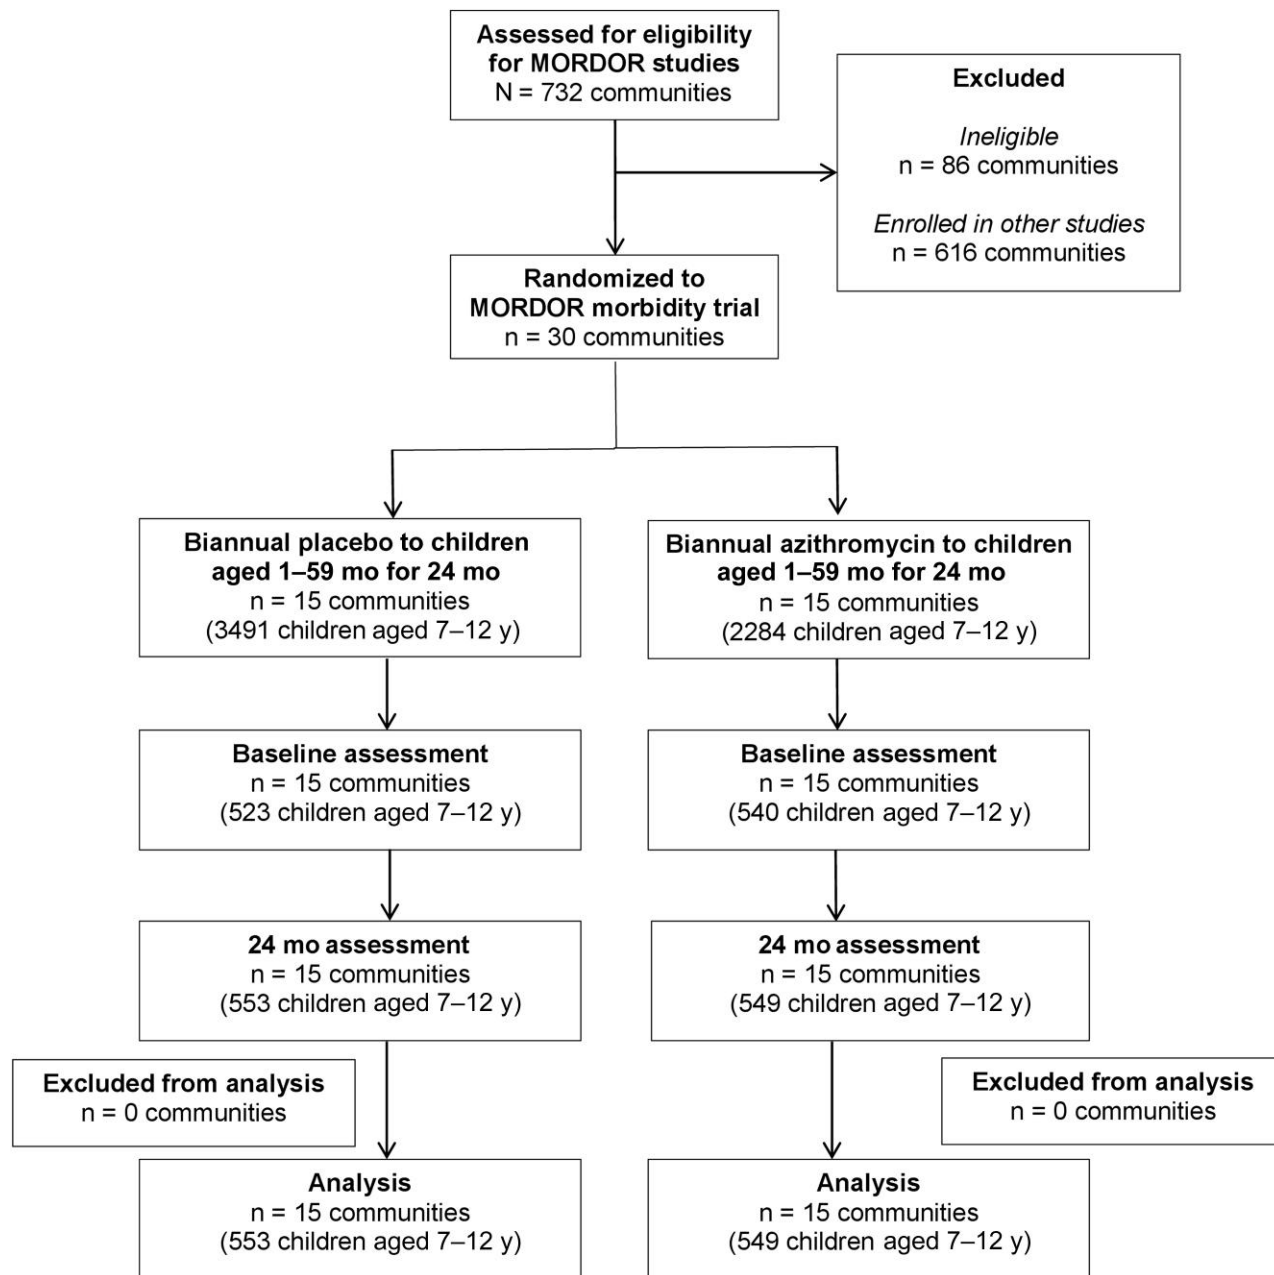 Assessed for eligibility
for MORDOR studies
N = 732 communities
Excluded
Ineligible
n = 86 communities
Enrolled in other studies
n = 616 communities
Randomized to
MORDOR morbidity trial
n = 30 communities
Biannual placebo to children
aged 1–59 mo for 24 mo
n = 15 communities
(3491 children aged 7–12 y)
Biannual azithromycin to children
aged 1–59 mo for 24 mo
n = 15 communities
(2284 children aged 7–12 y)
Baseline assessment
n = 15 communities
(523 children aged 7–12 y)
Baseline assessment
n = 15 communities
(540 children aged 7–12 y)
24 mo assessment
n = 15 communities
(553 children aged 7–12 y)
24 mo assessment
n = 15 communities
(549 children aged 7–12 y)
Excluded from analysis
n = 0 communities
Excluded from analysis
n = 0 communities
Analysis
n = 15 communities
(553 children aged 7–12 y)
Analysis
n = 15 communities
(549 children aged 7–12 y)